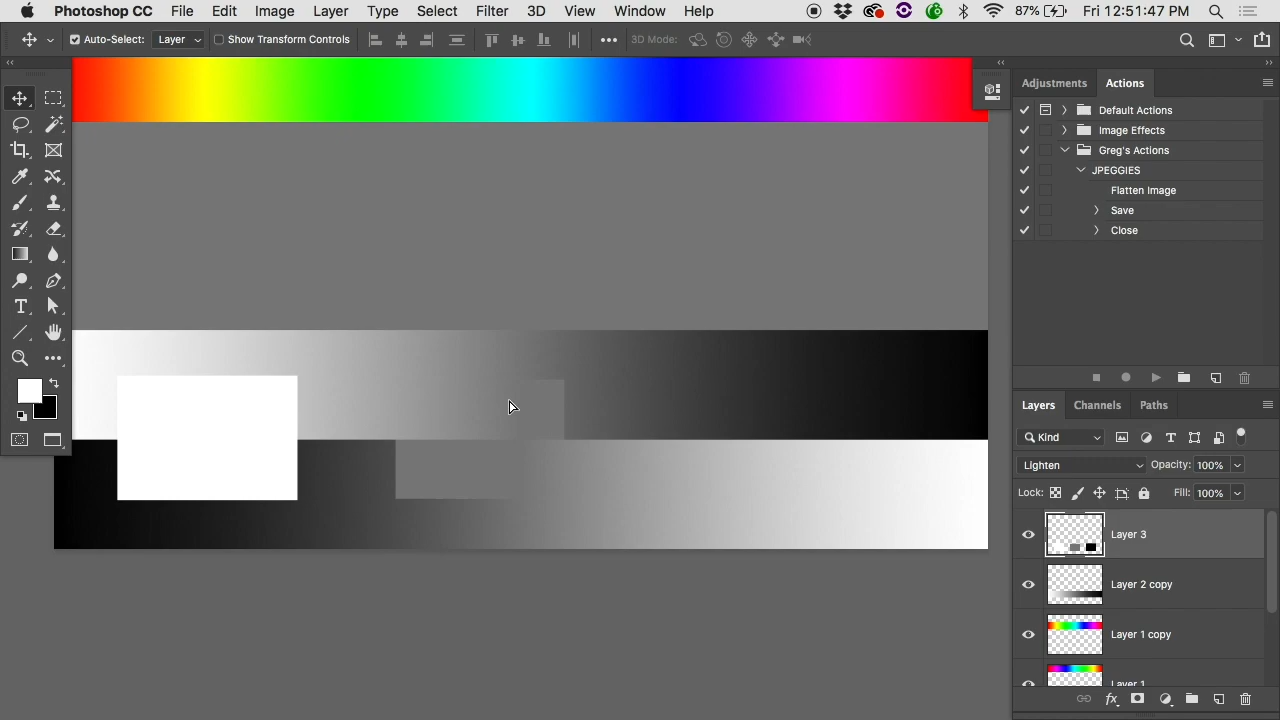 Photoshop CC File Edit Image Layer Type Select Filter 3D View Window Help 87% Fri 12:51:47 PM
Auto-Select: Layer Show Transform Controls 3D Mode:
Adjustments Actions
Default Actions
Image Effects
Greg's Actions
JPEGGIES
Flatten Image
Save
Close
Layers Channels Paths
Kind
Lighten Opacity: 100%
Lock: Fill: 100%
Layer 3
Layer 2 copy
Layer 1 copy
Layer 1